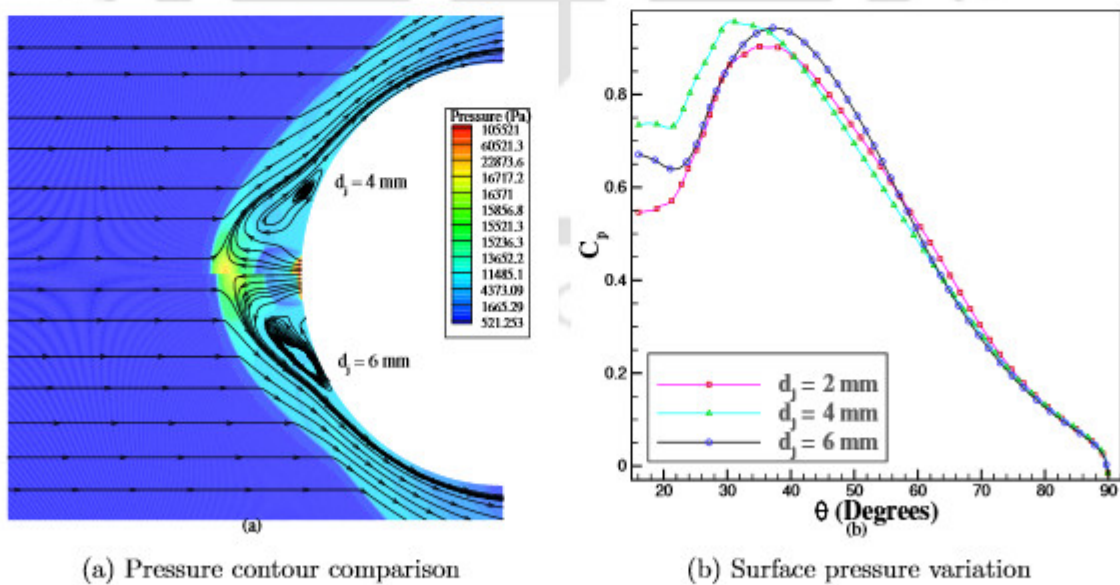 d_j = 4 mm
d_j = 6 mm
Pressure (Pa)
105521
60521.3
22873.6
16717.2
16371
15856.8
15521.3
15236.3
13652.2
11485.1
4373.09
1665.29
521.253
(a)
(a) Pressure contour comparison
C_p
0.8
0.6
0.4
0.2
0
d_j = 2 mm
d_j = 4 mm
d_j = 6 mm
20 30 40 50 60 70 80 90
θ (Degrees)
(b)
(b) Surface pressure variation